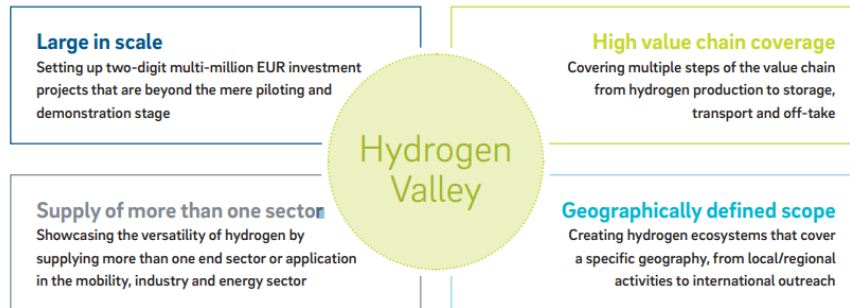 Large in scale
Setting up two-digit multi-million EUR investment
projects that are beyond the mere piloting and
demonstration stage
High value chain coverage
Covering multiple steps of the value chain
from hydrogen production to storage,
transport and off-take
Hydrogen
Valley
Supply of more than one sector
Showcasing the versatility of hydrogen by
supplying more than one end sector or application
in the mobility, industry and energy sector
Geographically defined scope
Creating hydrogen ecosystems that cover
a specific geography, from local/regional
activities to international outreach